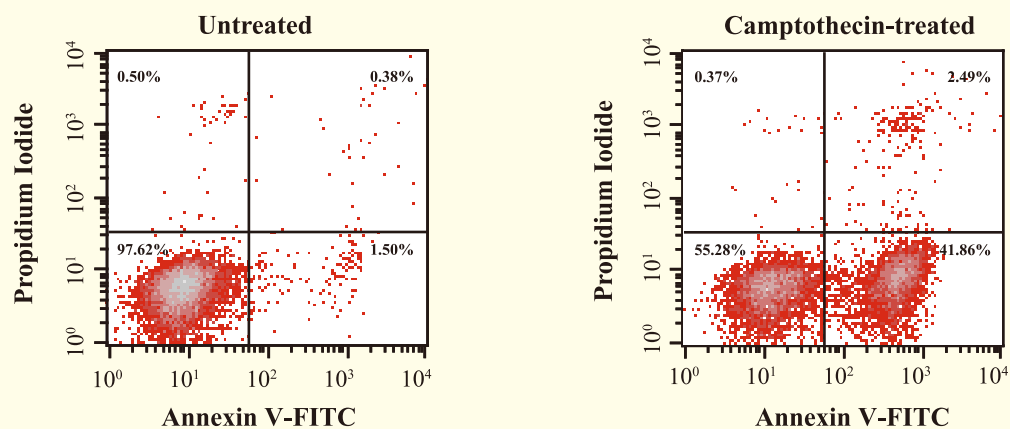 Untreated
Propidium Iodide
10⁴
10³
10²
10¹
10⁰
0.50%
0.38%
97.62%
1.50%
10⁰ 10¹ 10² 10³ 10⁴
Annexin V-FITC
Camptothecin-treated
Propidium Iodide
10⁴
10³
10²
10¹
10⁰
0.37%
2.49%
55.28%
41.86%
10⁰ 10¹ 10² 10³ 10⁴
Annexin V-FITC